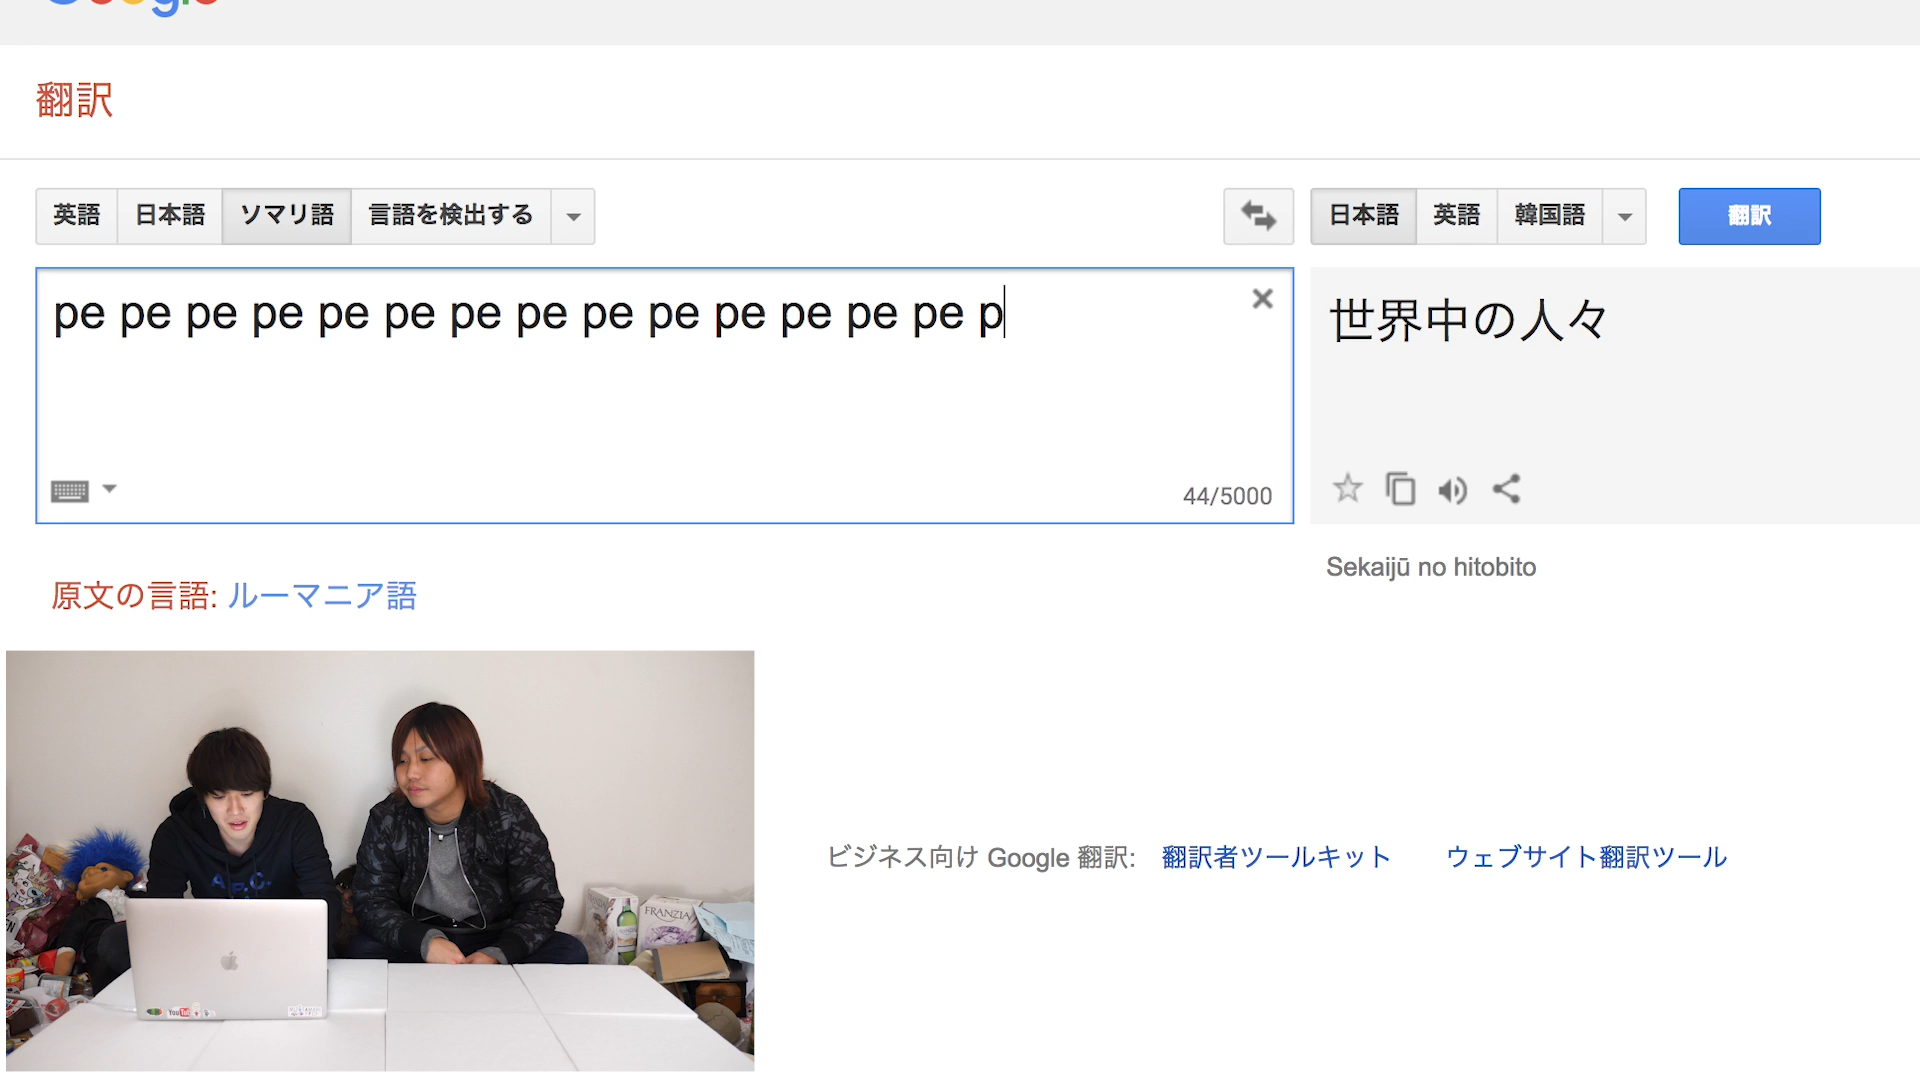 翻訳
英語 日本語 ソマリ語 言語を検出する
日本語 英語 韓国語 翻訳
pe pe pe pe pe pe pe pe pe pe pe pe pe pe p
44/5000
世界中の人々
Sekaijū no hitobito
原文の言語: ルーマニア語
ビジネス向け Google 翻訳: 翻訳者ツールキット ウェブサイト翻訳ツール
A.P.C.
FRANZIA
YouTube